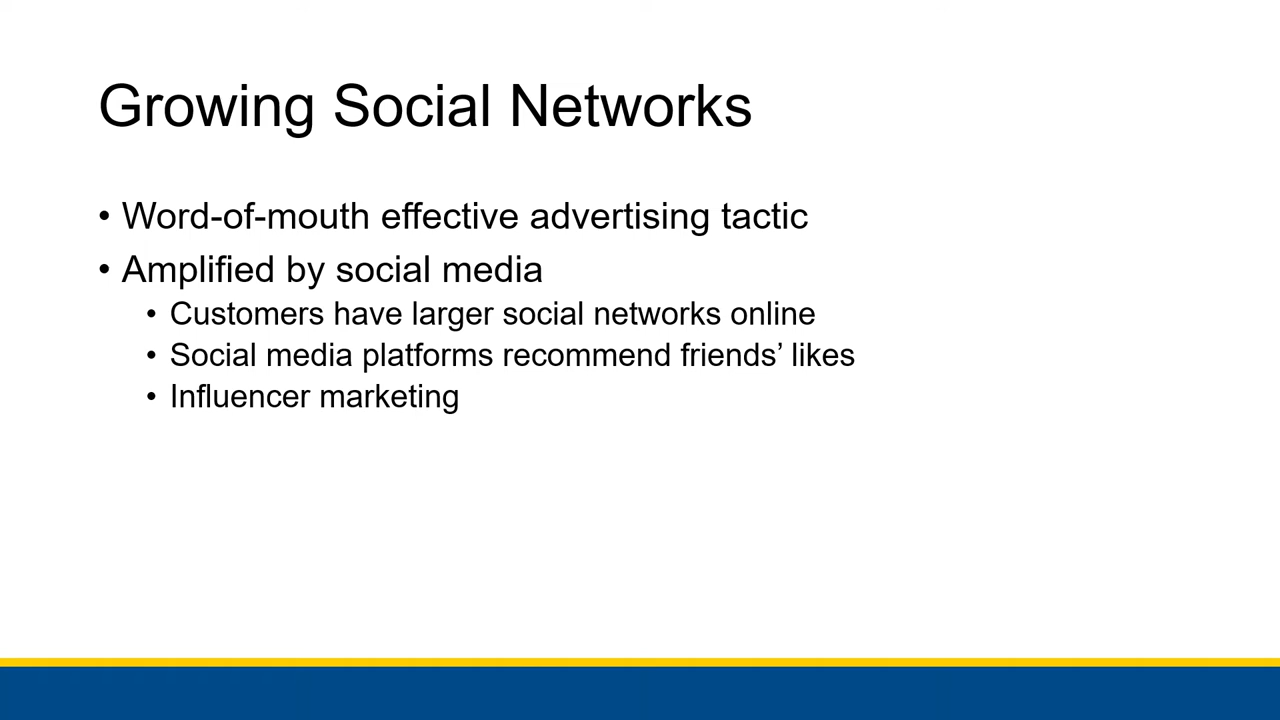 Growing Social Networks
• Word-of-mouth effective advertising tactic
• Amplified by social media
• Customers have larger social networks online
• Social media platforms recommend friends’ likes
• Influencer marketing